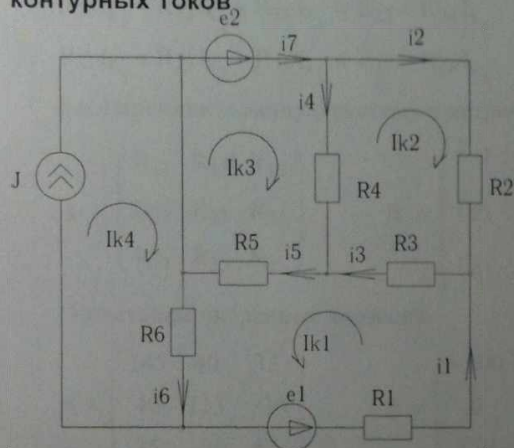 контурных токов
e2
i7
i2
i4
Ik3
Ik2
J
R4
R2
Ik4
R5
i5
i3
R3
R6
Ik1
i1
i6
e1
R1